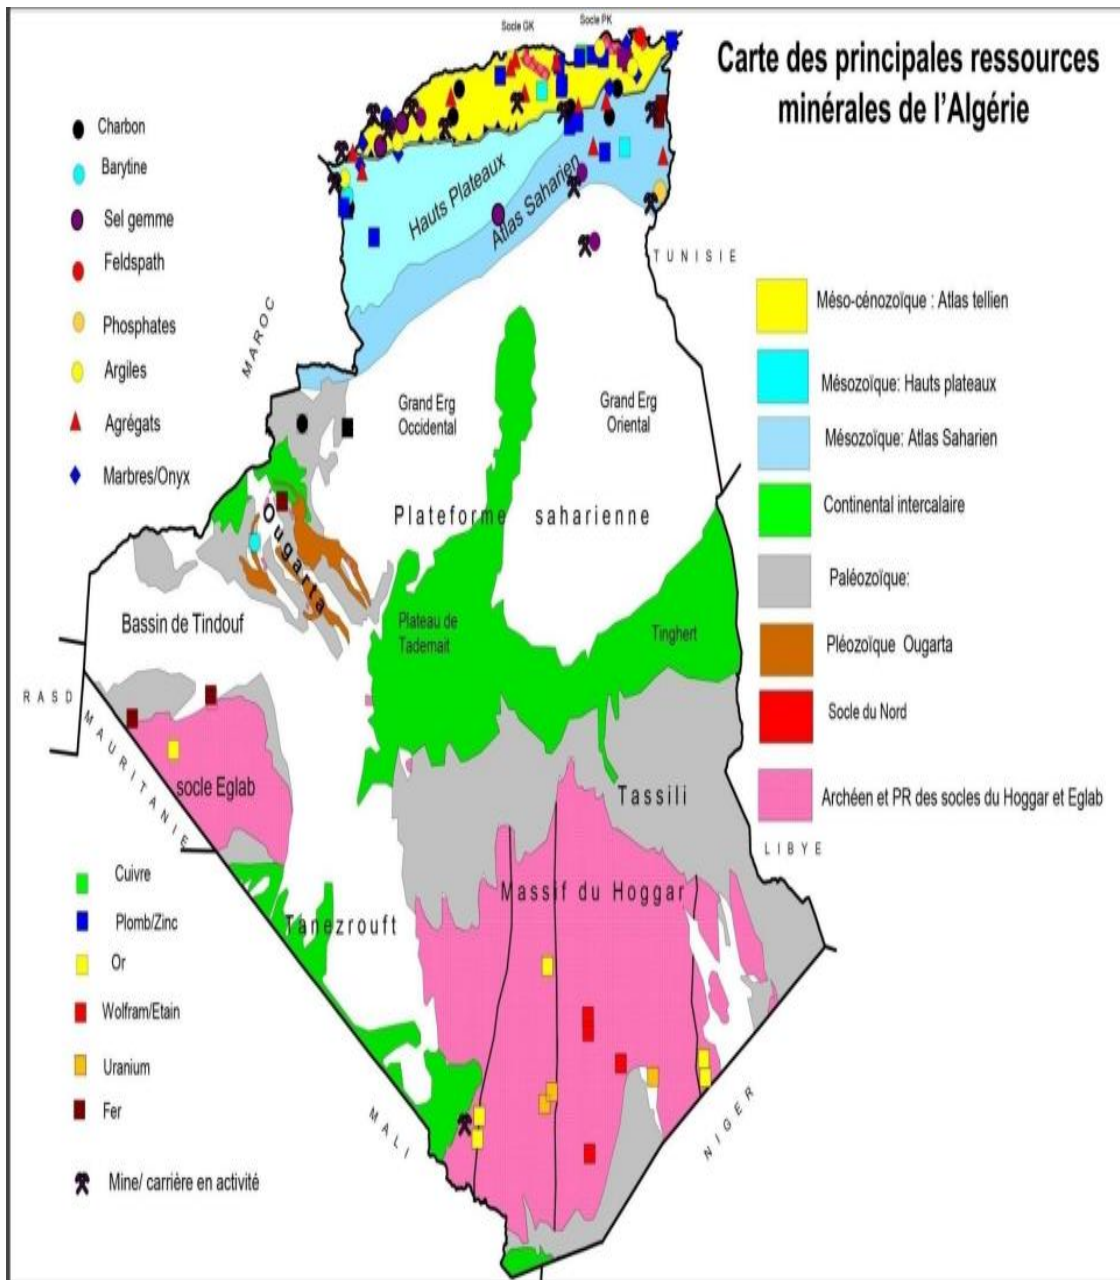 Carte des principales ressources
minérales de l'Algérie
Socle GK
Socle PK
Charbon
Barytine
Sel gemme
Feldspath
Phosphates
Argiles
Agrégats
Marbres/Onyx
Hauts Plateaux
Atlas Saharien
TUNISIE
MAROC
Méso-cénozoïque : Atlas tellien
Mésozoïque: Hauts plateaux
Mésozoïque: Atlas Saharien
Continental intercalaire
Paléozoïque:
Pléozoïque Ougarta
Socle du Nord
Archéen et PR des socles du Hoggar et Eglab
Grand Erg
Occidental
Grand Erg
Oriental
Plateforme saharienne
Ougarta
Bassin de Tindouf
Plateau de
Tademait
Tinghert
RASD
MAURITANIE
socle Eglab
Tassili
LIBYE
Massif du Hoggar
Tanezrouft
Cuivre
Plomb/Zinc
Or
Wolfram/Etain
Uranium
Fer
Mine/ carrière en activité
MALI
NIGER